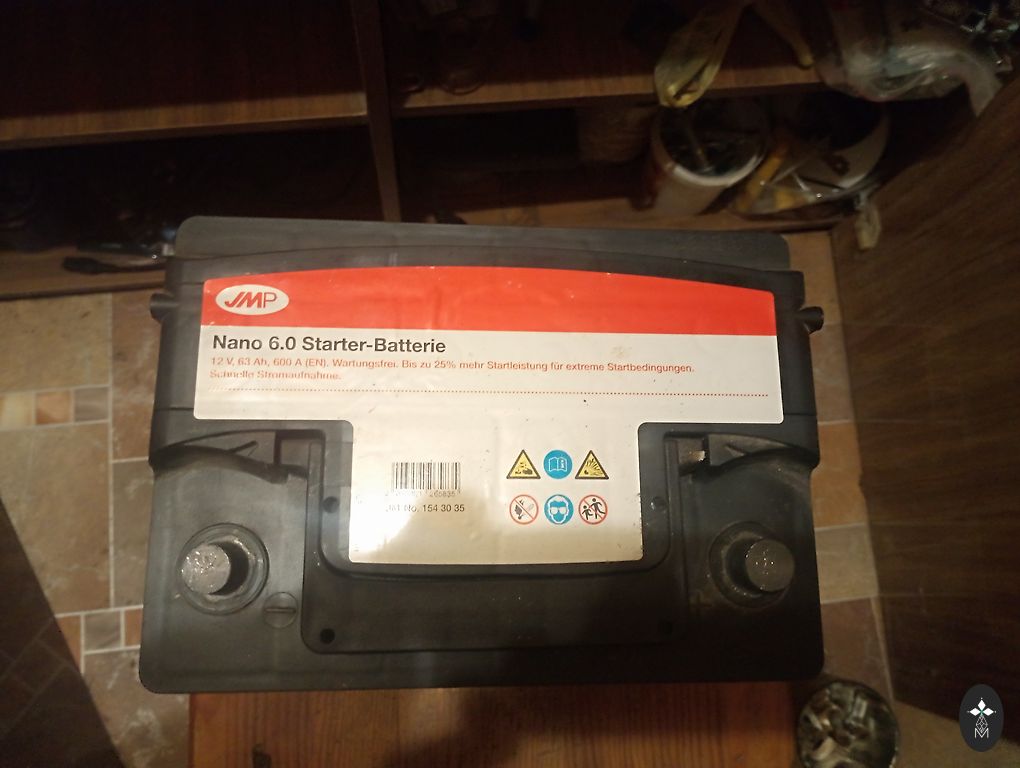 JMP
Nano 6.0 Starter-Batterie
12 V, 63 Ah, 600 A (EN). Wartungsfrei. Bis zu 25% mehr Startleistung für extreme Startbedingungen.
Schnelle Stromaufnahme.
No. 154 30 35
M